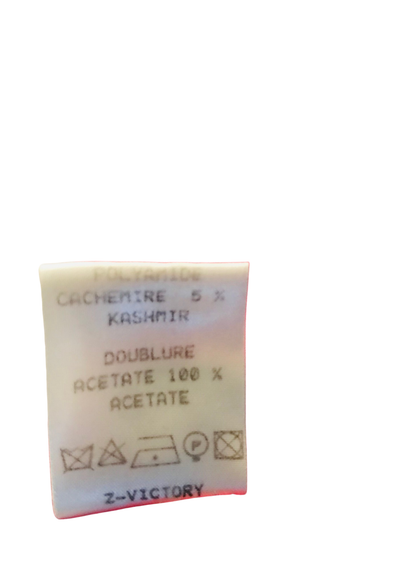 POLYAMIDE
CACHEMIRE 5 %
KASHMIR
DOUBLURE
ACETATE 100 %
ACETATE
P
Z-VICTORY